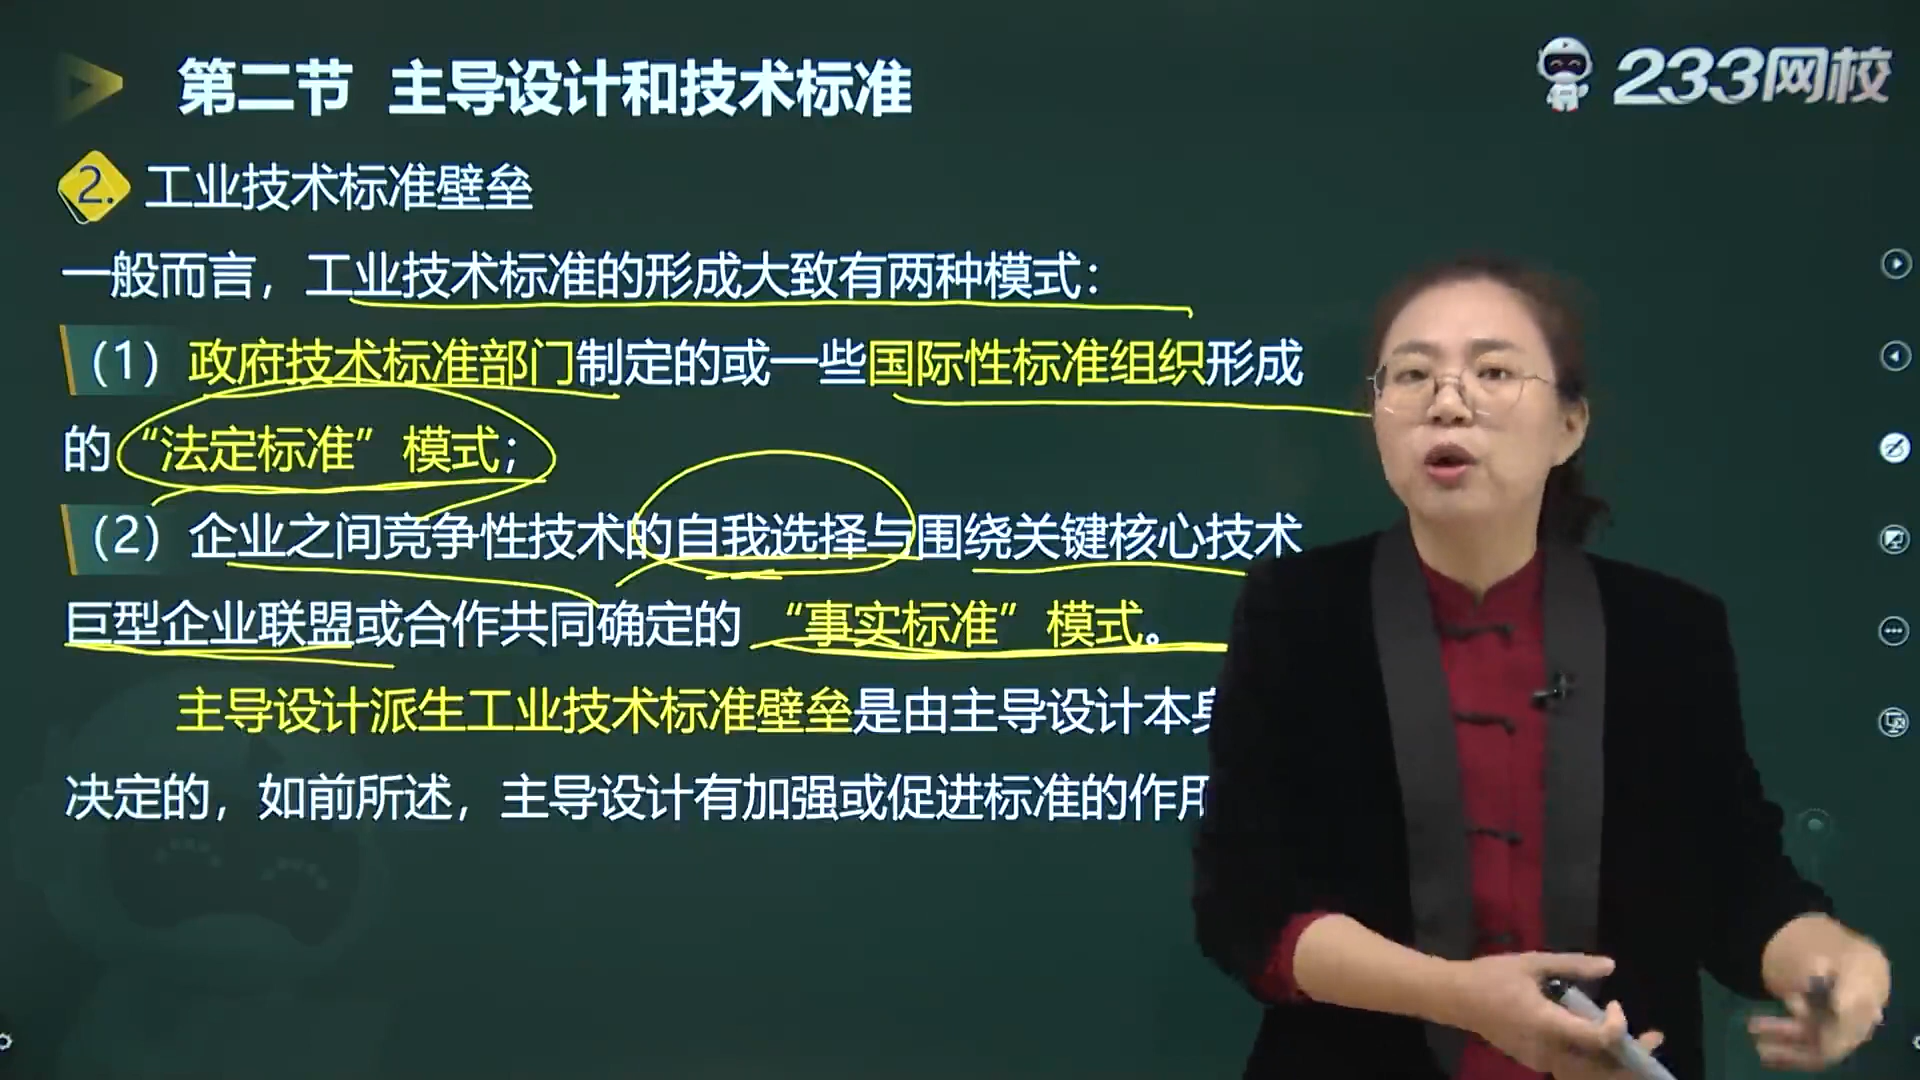 第二节 主导设计和技术标准
233网校
2. 工业技术标准壁垒
一般而言，工业技术标准的形成大致有两种模式：
（1）政府技术标准部门制定的或一些国际性标准组织形成
的“法定标准”模式；
（2）企业之间竞争性技术的自我选择与围绕关键核心技术
巨型企业联盟或合作共同确定的“事实标准”模式。
主导设计派生工业技术标准壁垒是由主导设计本身
决定的，如前所述，主导设计有加强或促进标准的作用